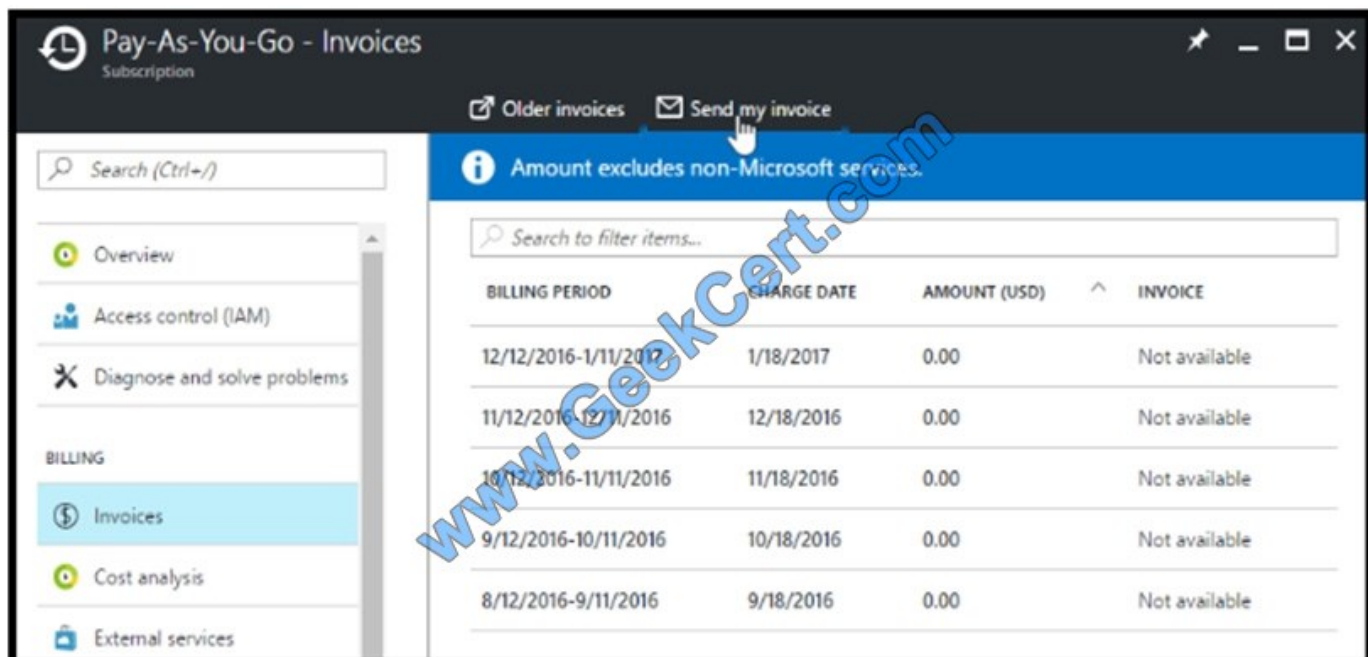 Pay-As-You-Go - Invoices
Subscription
Older invoices Send my invoice
Search (Ctrl+/)
Amount excludes non-Microsoft services.
Overview
Access control (IAM)
Diagnose and solve problems
BILLING
Invoices
Cost analysis
External services
Search to filter items...
BILLING PERIOD CHARGE DATE AMOUNT (USD) INVOICE
12/12/2016-1/11/2017 1/18/2017 0.00 Not available
11/12/2016-12/11/2016 12/18/2016 0.00 Not available
10/12/2016-11/11/2016 11/18/2016 0.00 Not available
9/12/2016-10/11/2016 10/18/2016 0.00 Not available
8/12/2016-9/11/2016 9/18/2016 0.00 Not available
www.GeekCert.com